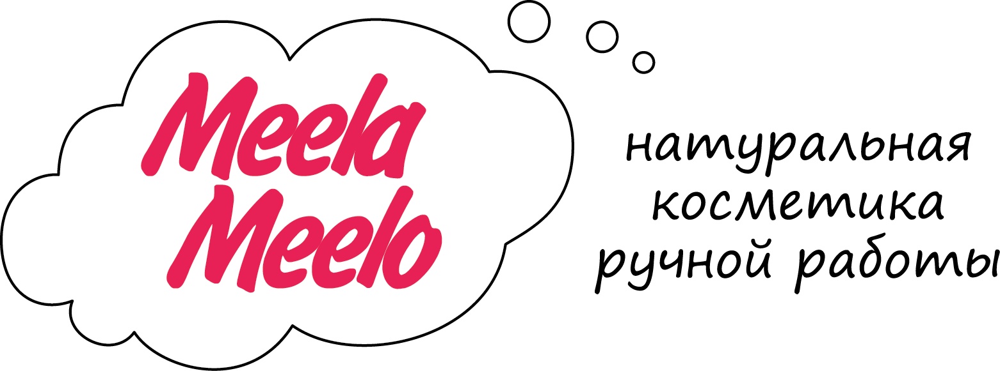 Meela
Meelo
натуральная
косметика
ручной работы